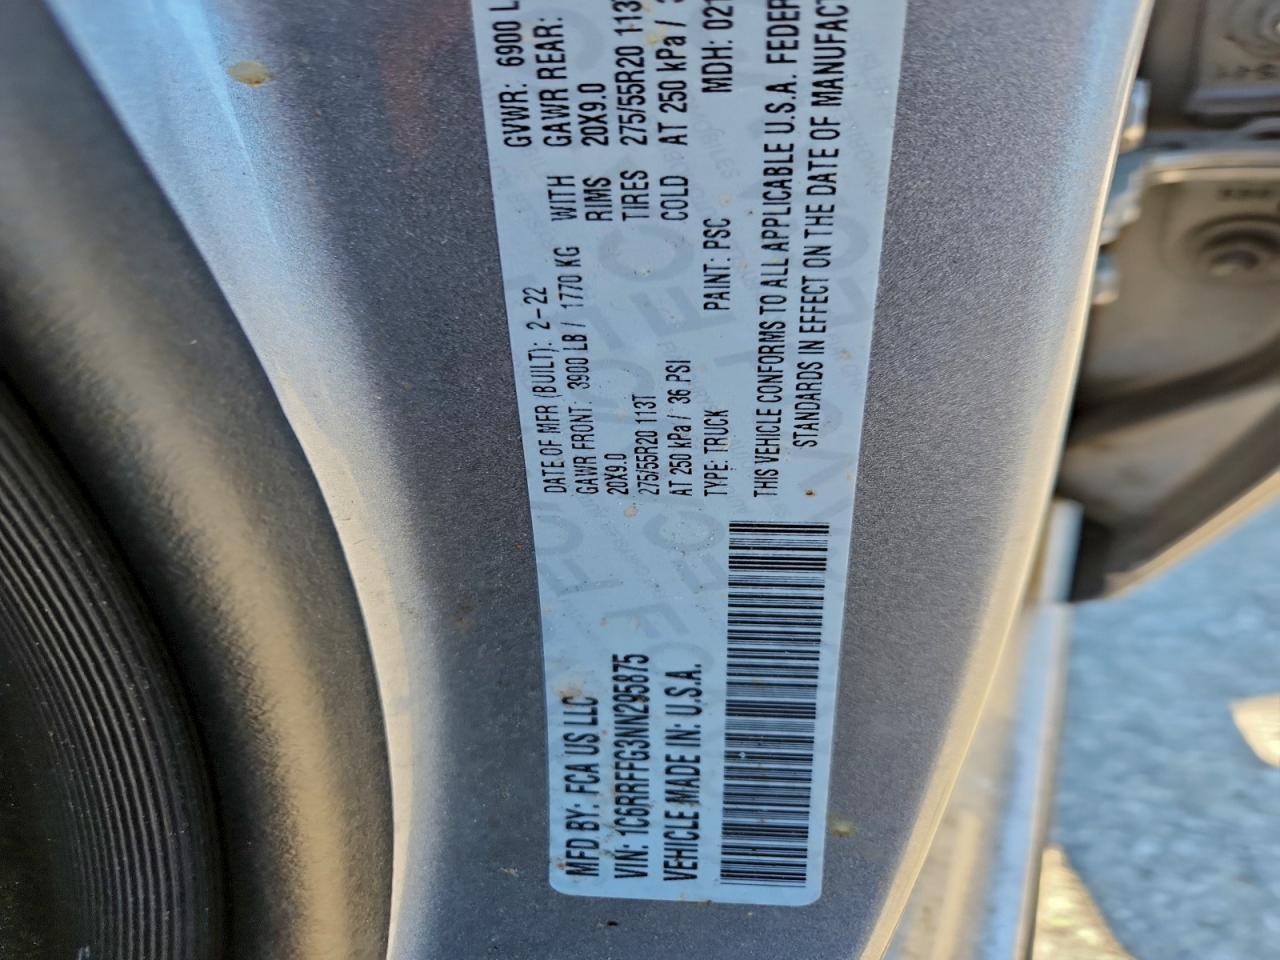 MFD BY: FCA US LLC
DATE OF MFR (BUILT): 2-22
GVWR: 6900 L
GAWR FRONT: 3900 LB / 1770 KG WITH GAWR REAR:
20X9.0 RIMS 20X9.0
275/55R20 113T TIRES 275/55R20 113
AT 250 kPa / 36 PSI COLD AT 250 kPa /
VIN: 1C6RRFFG3NN295875
TYPE: TRUCK PAINT: PSC MDH: 021
VEHICLE MADE IN: U.S.A.
THIS VEHICLE CONFORMS TO ALL APPLICABLE U.S.A. FEDER
STANDARDS IN EFFECT ON THE DATE OF MANUFACT